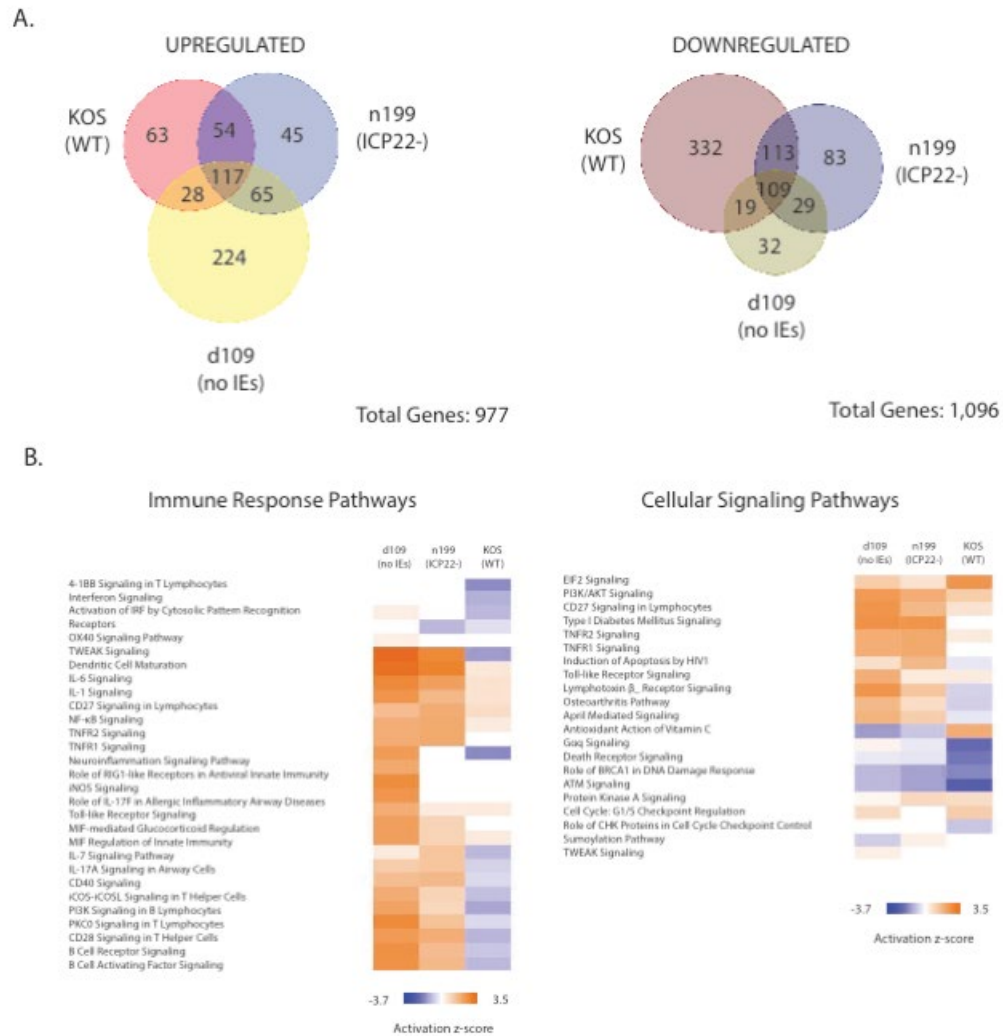 A.
UPREGULATED
KOS
(WT)
63
54
45
n199
(ICP22-)
117
28
65
224
d109
(no IEs)
Total Genes: 977
DOWNREGULATED
KOS
(WT)
332
113
83
n199
(ICP22-)
109
19
29
32
d109
(no IEs)
Total Genes: 1,096
B.
Immune Response Pathways
d109 n199 KOS
(no IEs) (ICP22-) (WT)
4-1BB Signaling in T Lymphocytes
Interferon Signaling
Activation of IRF by Cytosolic Pattern Recognition
Receptors
OX40 Signaling Pathway
TWEAK Signaling
Dendritic Cell Maturation
IL-6 Signaling
IL-1 Signaling
CD27 Signaling in Lymphocytes
NF-κB Signaling
TNFR2 Signaling
TNFR1 Signaling
Neuroinflammation Signaling Pathway
Role of RIG1-like Receptors in Antiviral Innate Immunity
iNOS Signaling
Role of IL-17F in Allergic Inflammatory Airway Diseases
Toll-like Receptor Signaling
MIF-mediated Glucocorticoid Regulation
MIF Regulation of Innate Immunity
IL-7 Signaling Pathway
IL-17A Signaling in Airway Cells
CD40 Signaling
iCOS-iCOSL Signaling in T Helper Cells
PI3K Signaling in B Lymphocytes
PKCθ Signaling in T Lymphocytes
CD28 Signaling in T Helper Cells
B Cell Receptor Signaling
B Cell Activating Factor Signaling
-3.7 3.5
Activation z-score
Cellular Signaling Pathways
d109 n199 KOS
(no IEs) (ICP22-) (WT)
EIF2 Signaling
PI3K/AKT Signaling
CD27 Signaling in Lymphocytes
Type I Diabetes Mellitus Signaling
TNFR2 Signaling
TNFR1 Signaling
Induction of Apoptosis by HIV1
Toll-like Receptor Signaling
Lymphotoxin β_ Receptor Signaling
Osteoarthritis Pathway
April Mediated Signaling
Antioxidant Action of Vitamin C
Gαq Signaling
Death Receptor Signaling
Role of BRCA1 in DNA Damage Response
ATM Signaling
Protein Kinase A Signaling
Cell Cycle: G1/S Checkpoint Regulation
Role of CHK Proteins in Cell Cycle Checkpoint Control
Sumoylation Pathway
TWEAK Signaling
-3.7 3.5
Activation z-score